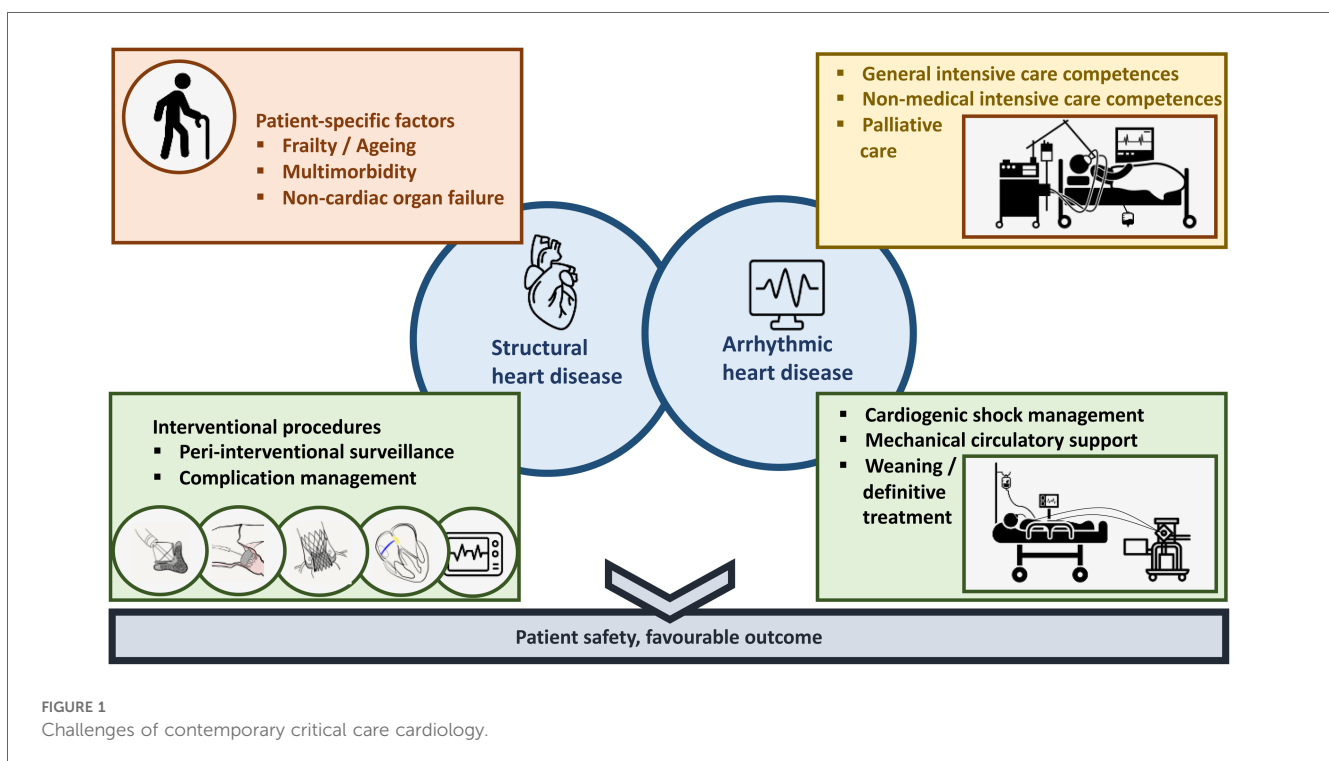 Patient-specific factors
▪ Frailty / Ageing
▪ Multimorbidity
▪ Non-cardiac organ failure
▪ General intensive care competences
▪ Non-medical intensive care competences
▪ Palliative
care
Structural
heart disease
Arrhythmic
heart disease
Interventional procedures
▪ Peri-interventional surveillance
▪ Complication management
▪ Cardiogenic shock management
▪ Mechanical circulatory support
▪ Weaning /
definitive
treatment
Patient safety, favourable outcome
FIGURE 1
Challenges of contemporary critical care cardiology.